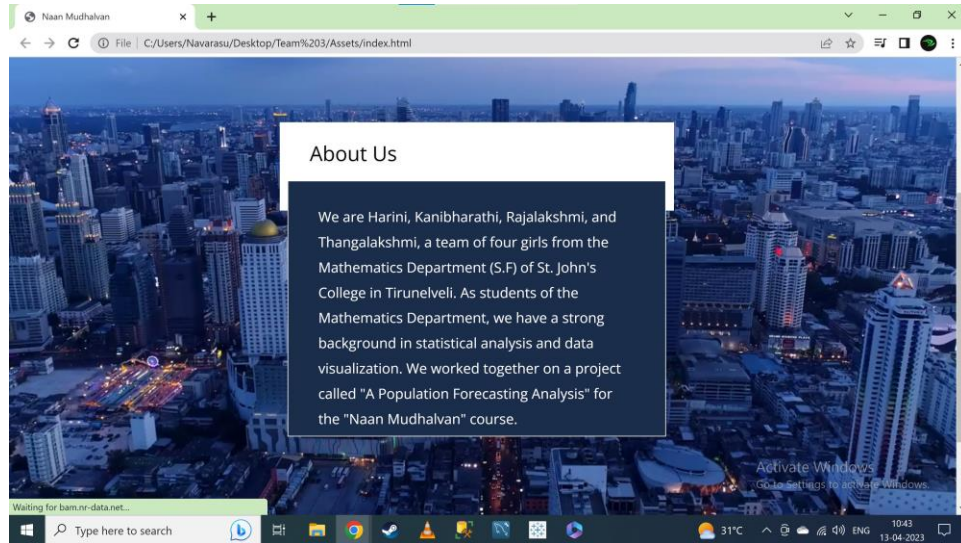 Naan Mudhalvan
File
C:/Users/Navarasu/Desktop/Team%203/Assets/index.html
About Us
We are Harini, Kanibharathi, Rajalakshmi, and
Thangalakshmi, a team of four girls from the
Mathematics Department (S.F) of St. John's
College in Tirunelveli. As students of the
Mathematics Department, we have a strong
background in statistical analysis and data
visualization. We worked together on a project
called "A Population Forecasting Analysis" for
the "Naan Mudhalvan" course.
Activate Windows
Go to Settings to activate Windows.
Waiting for bam.nr-data.net...
Type here to search
31°C
ENG
10:43
13-04-2023